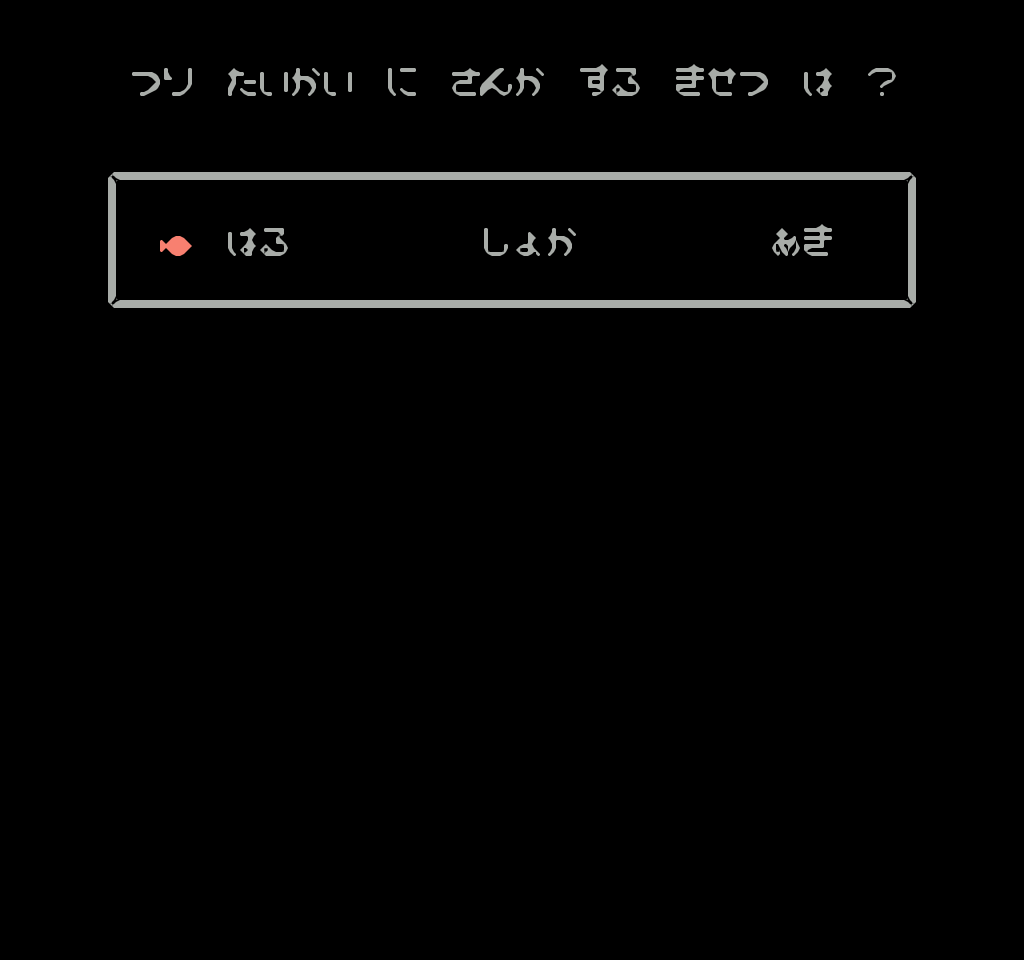 つり たいかい に さんか する きせつ は ?
はる しょか あき